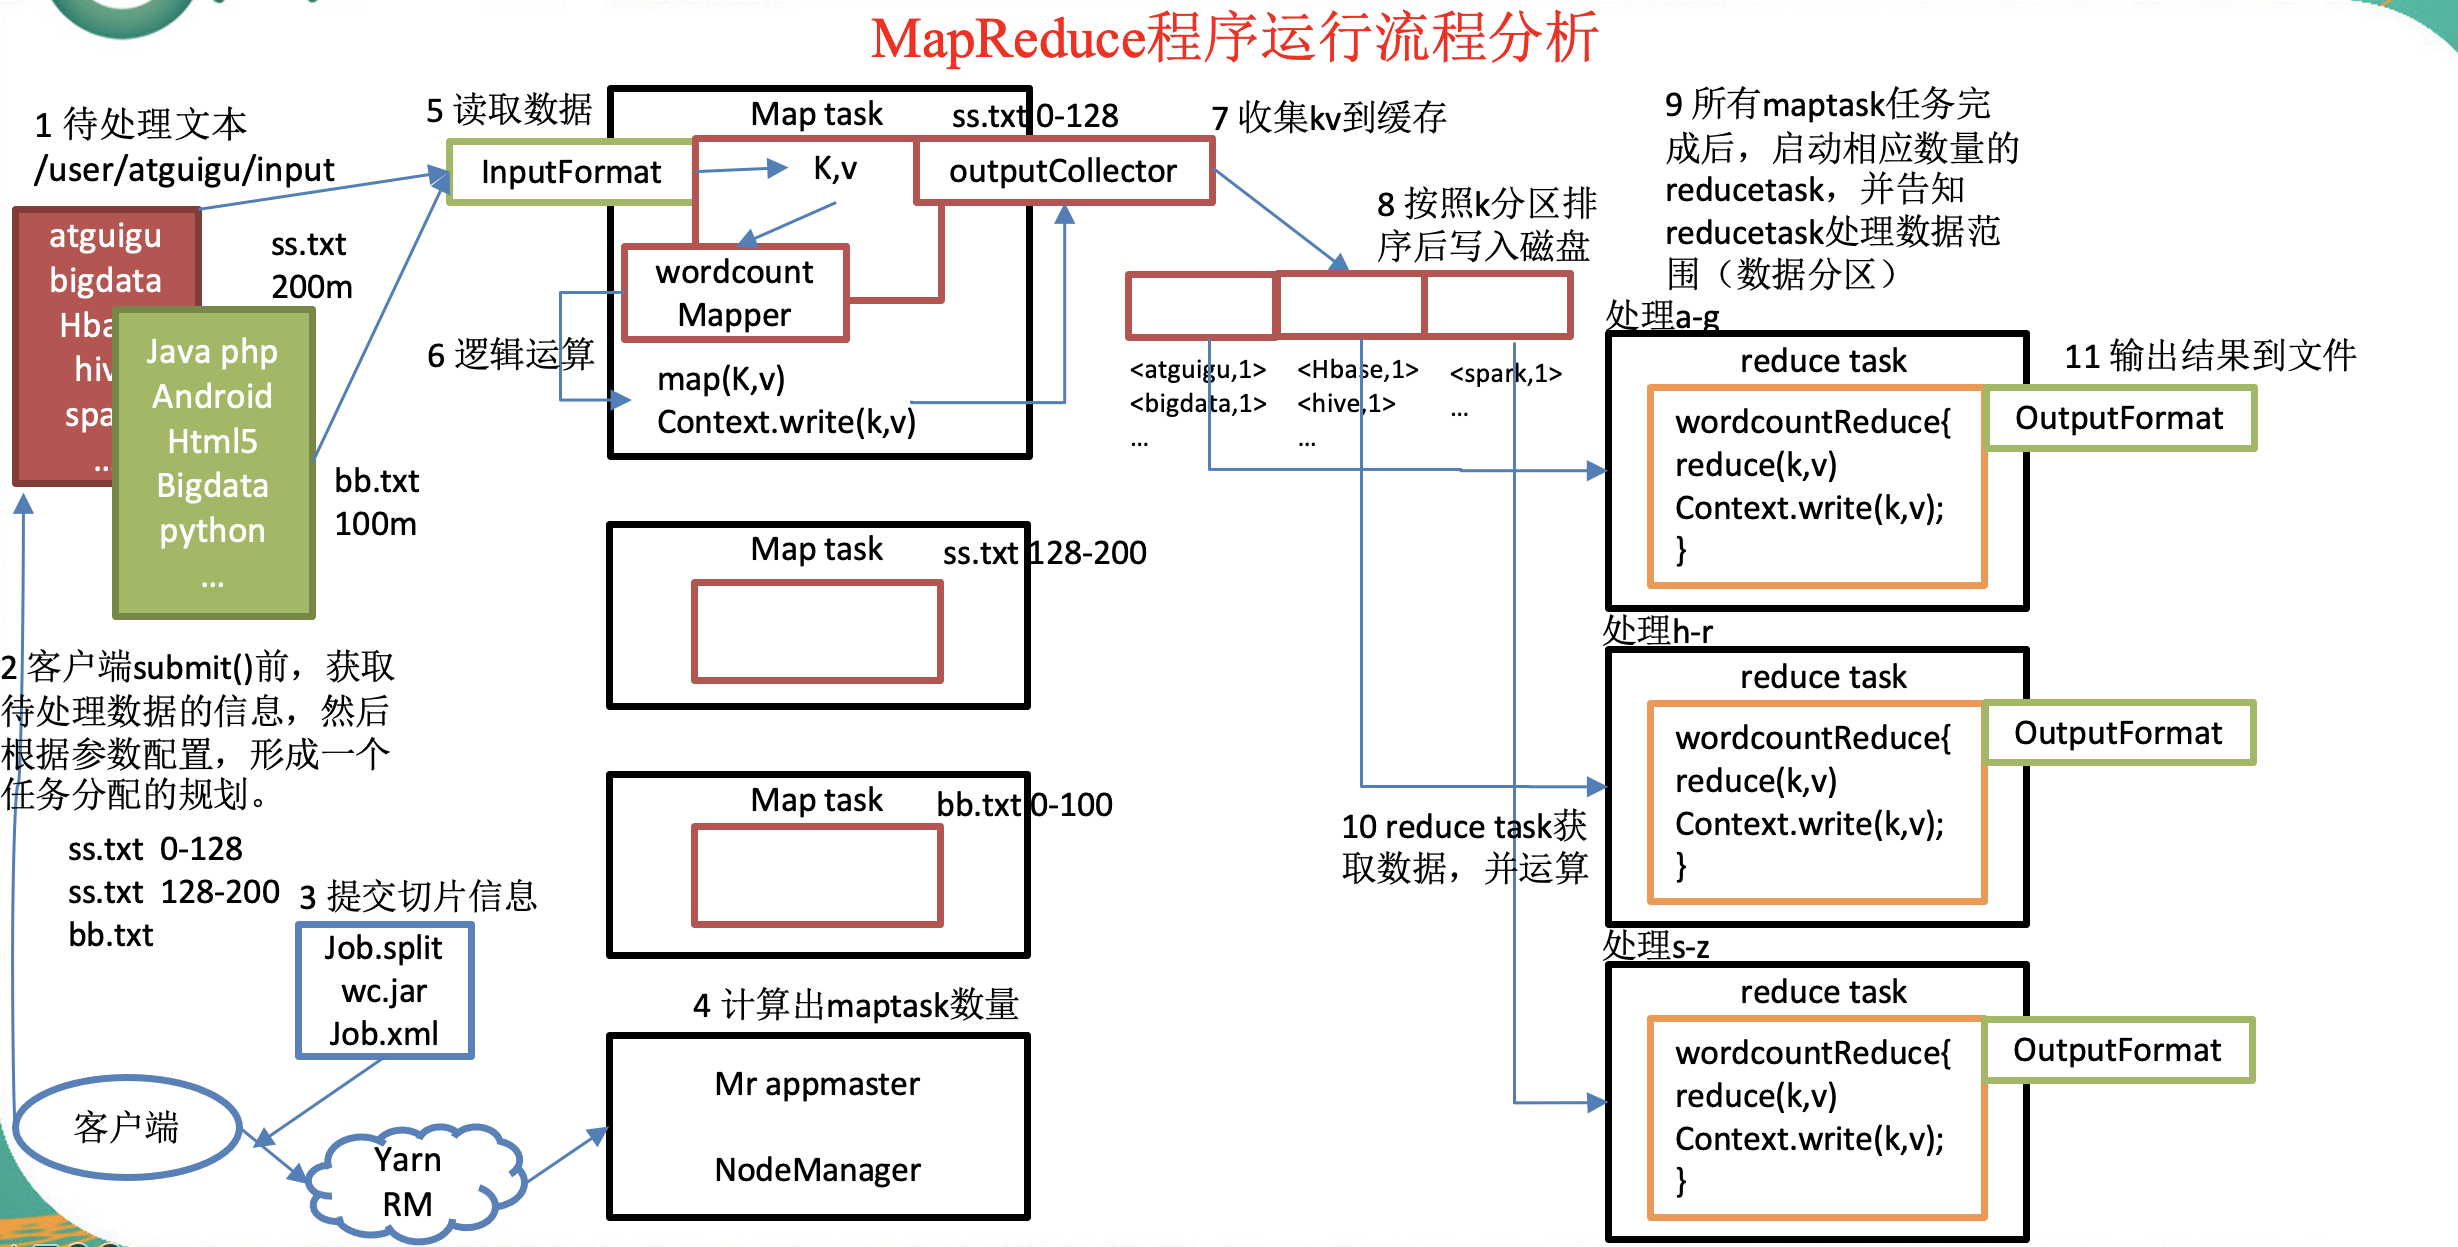 MapReduce程序运行流程分析
1 待处理文本
/user/atguigu/input
atguigu
bigdata
ss.txt
200m
Java php
Android
Html5
Bigdata
python
...
bb.txt
100m
2 客户端submit()前，获取
待处理数据的信息，然后
根据参数配置，形成一个
任务分配的规划。
ss.txt 0-128
ss.txt 128-200
bb.txt
3 提交切片信息
Job.split
wc.jar
Job.xml
客户端
Yarn
RM
4 计算出maptask数量
Mr appmaster
NodeManager
5 读取数据
InputFormat
Map task
ss.txt 0-128
K,v
outputCollector
wordcount
Mapper
6 逻辑运算
map(K,v)
Context.write(k,v)
Map task
ss.txt 128-200
Map task
bb.txt 0-100
7 收集kv到缓存
8 按照k分区排
序后写入磁盘
<atguigu,1>
<bigdata,1>
...
<Hbase,1>
<hive,1>
...
<spark,1>
...
9 所有maptask任务完
成后，启动相应数量的
reducetask，并告知
reducetask处理数据范
围（数据分区）
处理a-g
reduce task
wordcountReduce{
reduce(k,v)
Context.write(k,v);
}
OutputFormat
11 输出结果到文件
处理h-r
reduce task
wordcountReduce{
reduce(k,v)
Context.write(k,v);
}
OutputFormat
10 reduce task获
取数据，并运算
处理s-z
reduce task
wordcountReduce{
reduce(k,v)
Context.write(k,v);
}
OutputFormat